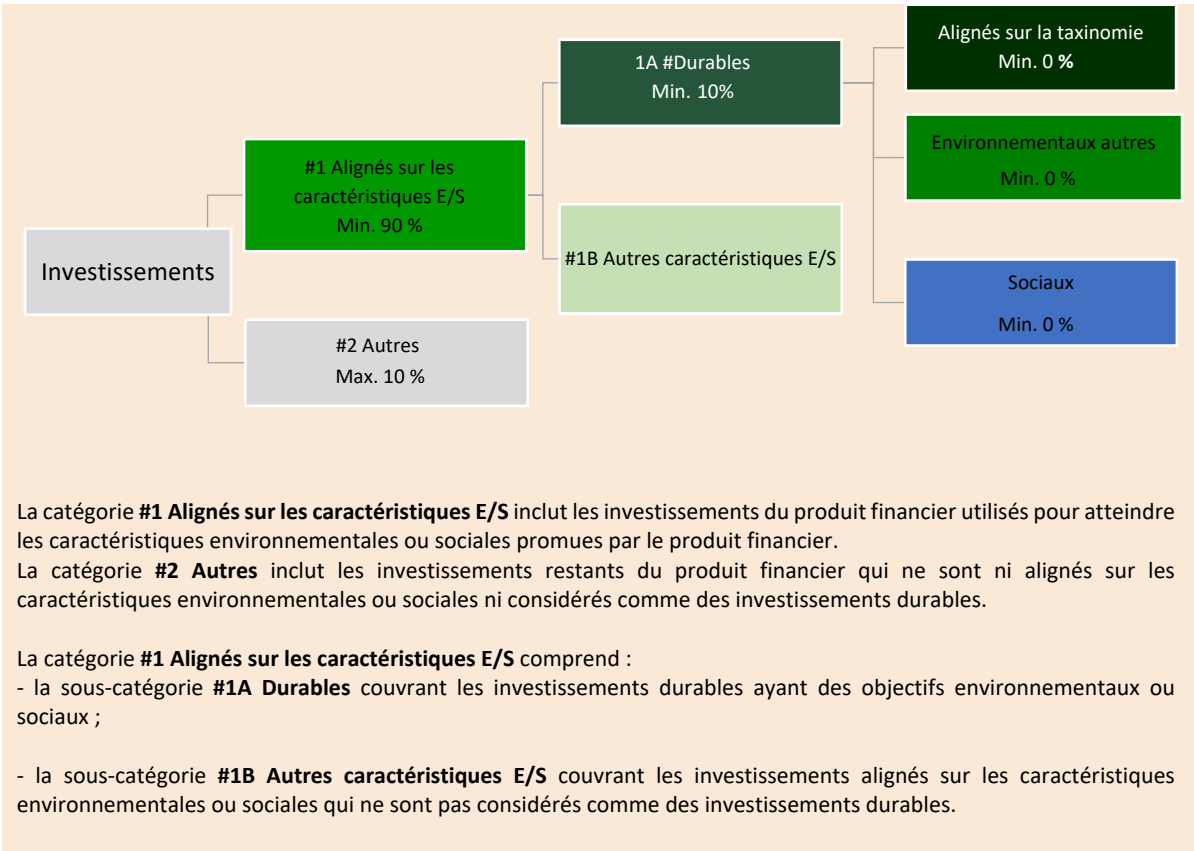 Investissements
#1 Alignés sur les
caractéristiques E/S
Min. 90 %
#2 Autres
Max. 10 %
1A #Durables
Min. 10%
#1B Autres caractéristiques E/S
Alignés sur la taxinomie
Min. 0 %
Environnementaux autres
Min. 0 %
Sociaux
Min. 0 %
La catégorie #1 Alignés sur les caractéristiques E/S inclut les investissements du produit financier utilisés pour atteindre
les caractéristiques environnementales ou sociales promues par le produit financier.
La catégorie #2 Autres inclut les investissements restants du produit financier qui ne sont ni alignés sur les
caractéristiques environnementales ou sociales ni considérés comme des investissements durables.
La catégorie #1 Alignés sur les caractéristiques E/S comprend :
- la sous-catégorie #1A Durables couvrant les investissements durables ayant des objectifs environnementaux ou
sociaux ;
- la sous-catégorie #1B Autres caractéristiques E/S couvrant les investissements alignés sur les caractéristiques
environnementales ou sociales qui ne sont pas considérés comme des investissements durables.